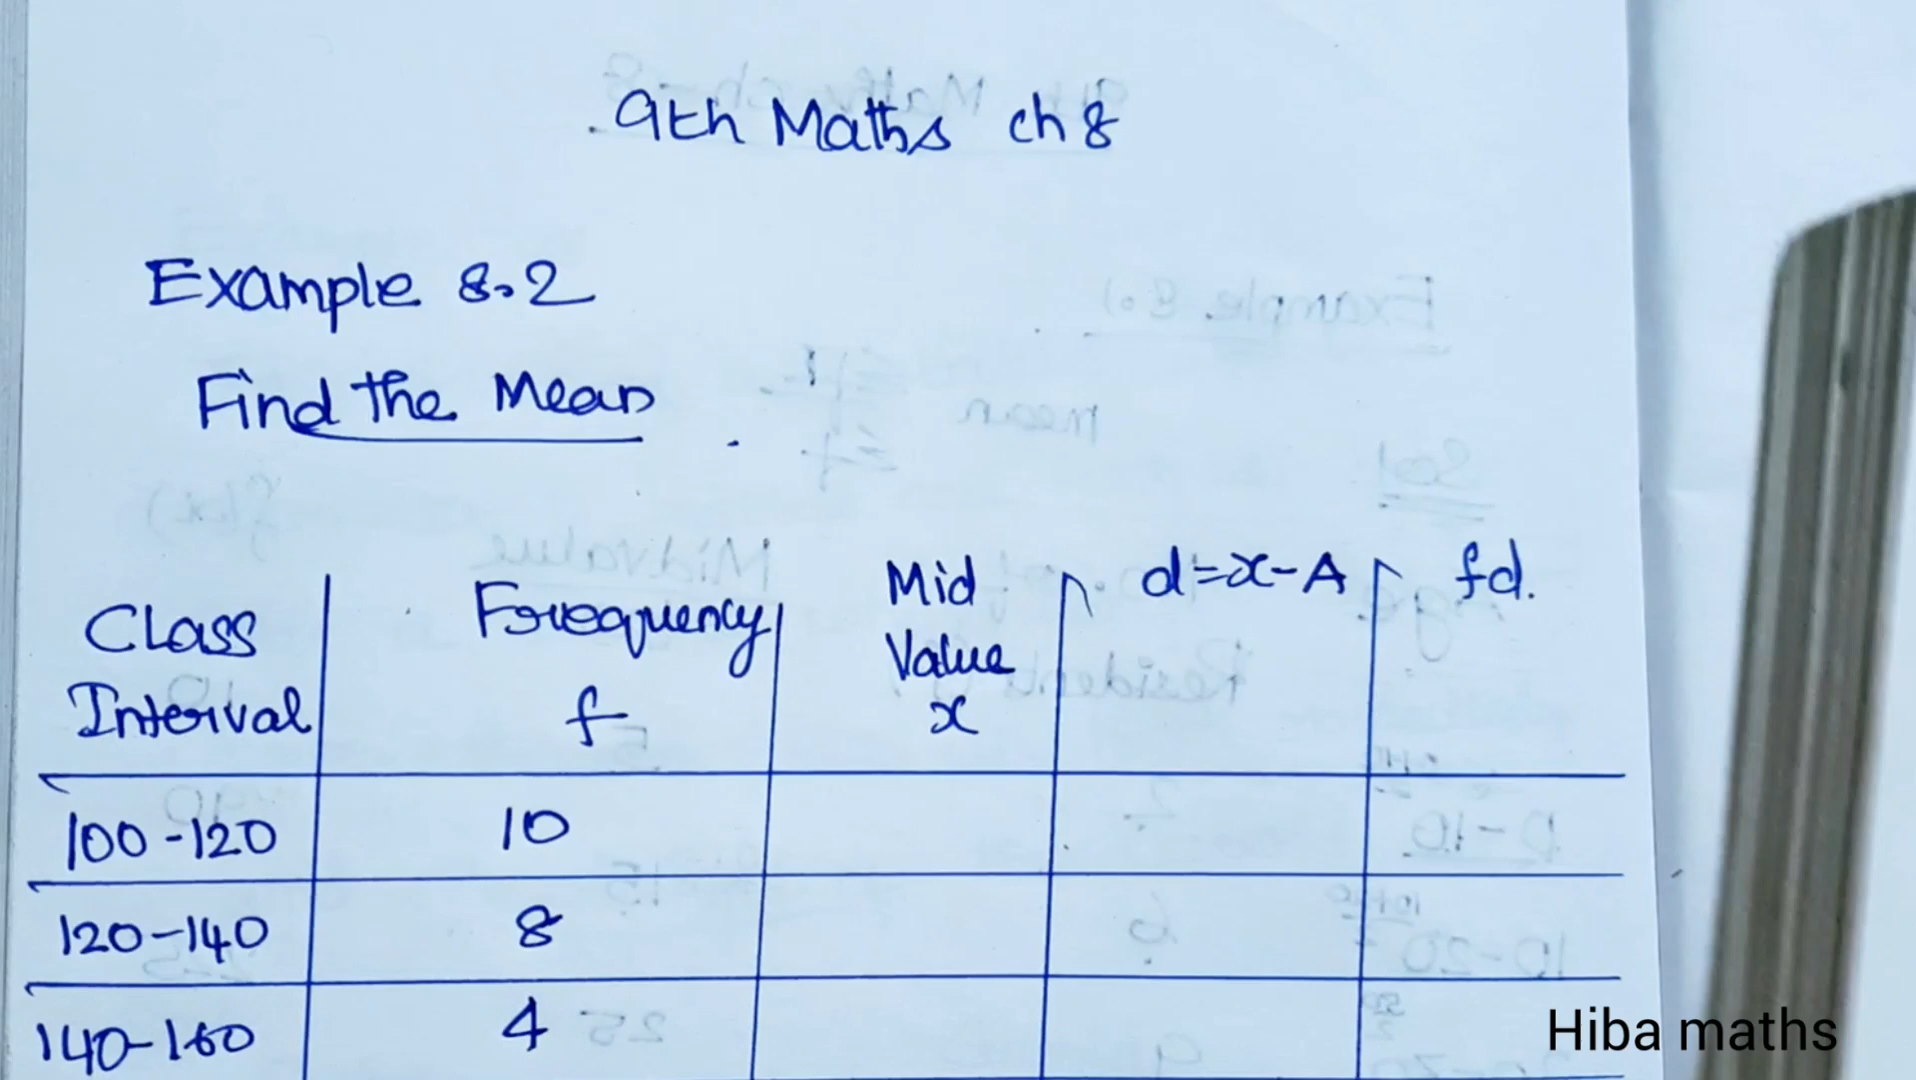 9th Maths ch 8
Example 8.2
Find the Mean
Class Interval | Frequency f | Mid Value x | d=x-A | fd.
100-120 | 10
120-140 | 8
140-160 | 4
Hiba maths